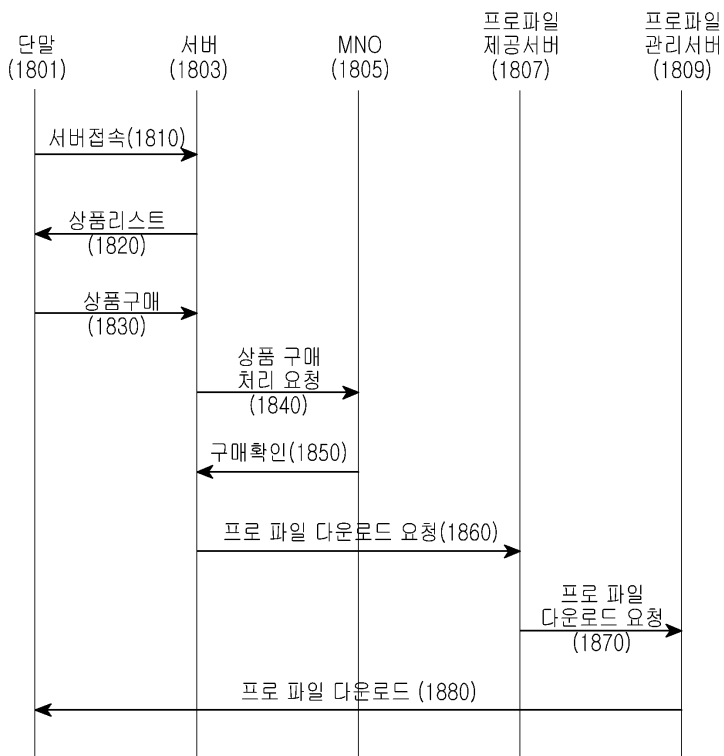 단말
(1801)
서버
(1803)
MNO
(1805)
프로파일
제공서버
(1807)
프로파일
관리서버
(1809)
서버접속(1810)
상품리스트
(1820)
상품구매
(1830)
상품 구매
처리 요청
(1840)
구매확인(1850)
프로 파일 다운로드 요청(1860)
프로 파일
다운로드 요청
(1870)
프로 파일 다운로드 (1880)